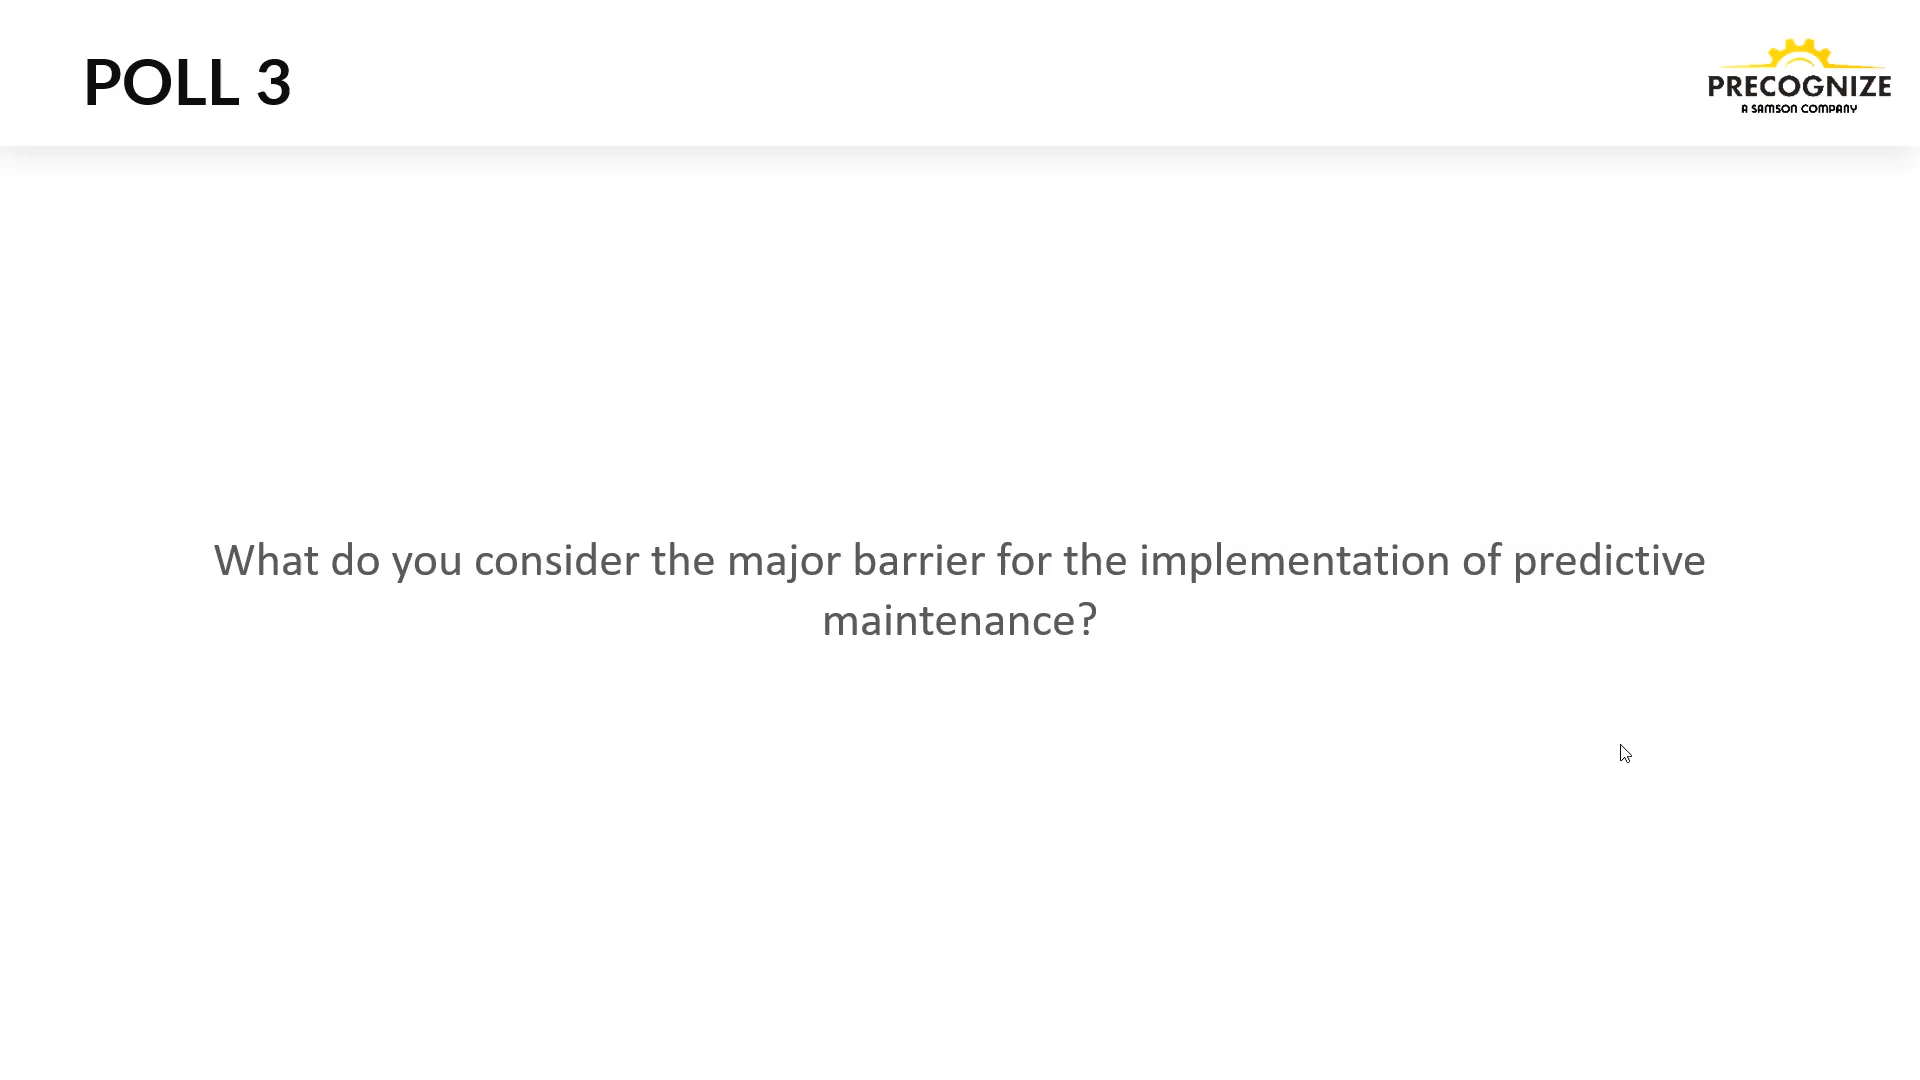 POLL 3
PRECOGNIZE
A SAMSON COMPANY
What do you consider the major barrier for the implementation of predictive
maintenance?